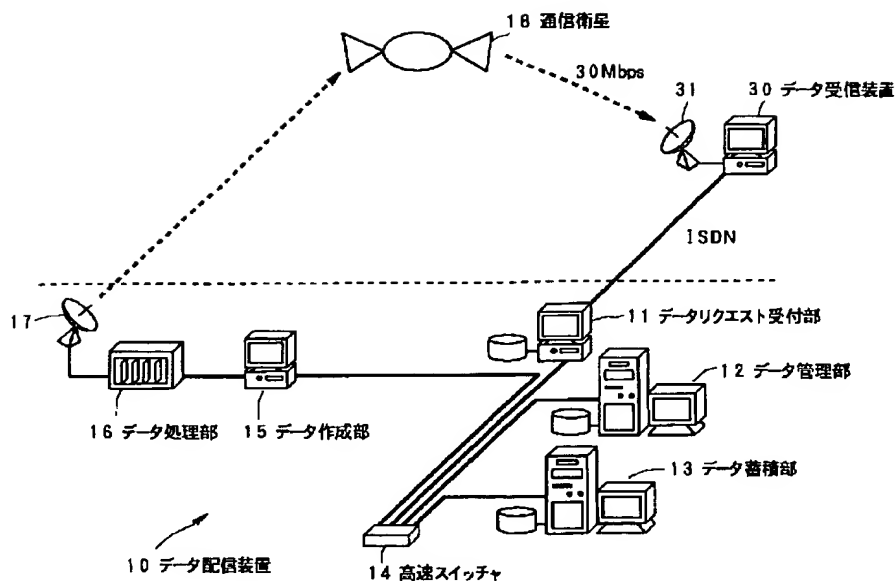 18 通信衛星
30Mbps
31
30 データ受信装置
ISDN
17
11 データリクエスト受付部
12 データ管理部
16 データ処理部
15 データ作成部
13 データ蓄積部
10 データ配信装置
14 高速スイッチャ